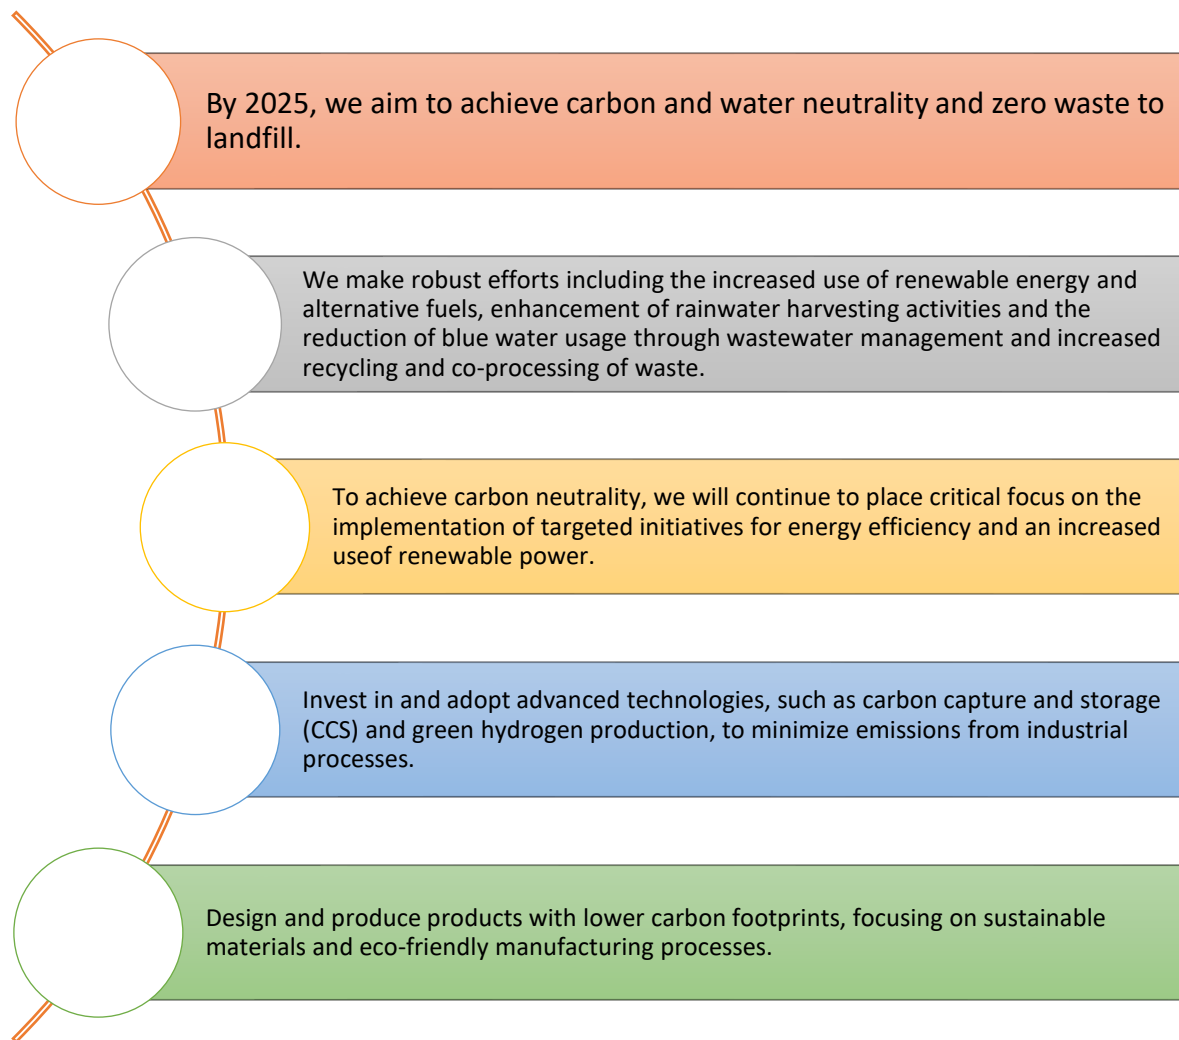 By 2025, we aim to achieve carbon and water neutrality and zero waste to
landfill.
We make robust efforts including the increased use of renewable energy and
alternative fuels, enhancement of rainwater harvesting activities and the
reduction of blue water usage through wastewater management and increased
recycling and co-processing of waste.
To achieve carbon neutrality, we will continue to place critical focus on the
implementation of targeted initiatives for energy efficiency and an increased
useof renewable power.
Invest in and adopt advanced technologies, such as carbon capture and storage
(CCS) and green hydrogen production, to minimize emissions from industrial
processes.
Design and produce products with lower carbon footprints, focusing on sustainable
materials and eco-friendly manufacturing processes.